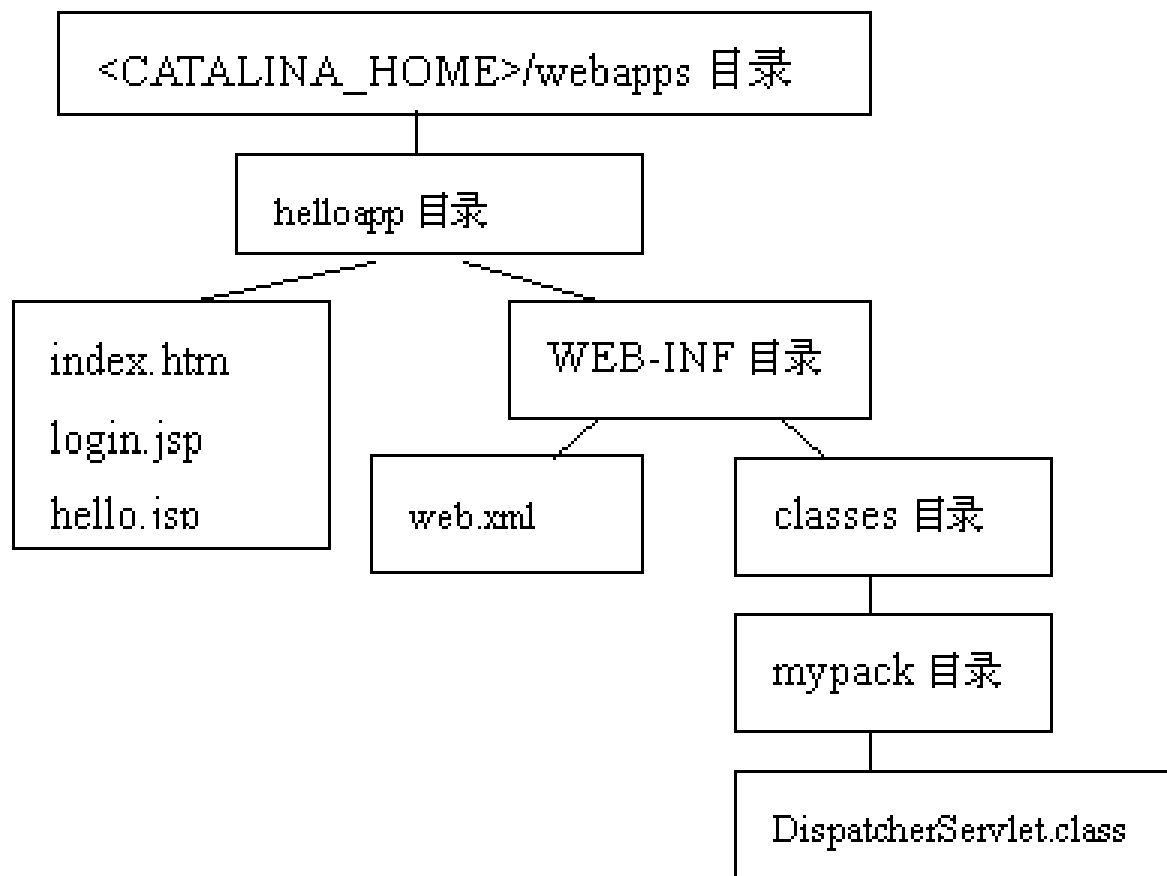 <CATALINA_HOME>/webapps 目录
helloapp 目录
index.htm
login.jsp
hello.jsp
WEB-INF 目录
web.xml
classes 目录
mypack 目录
DispatcherServlet.class